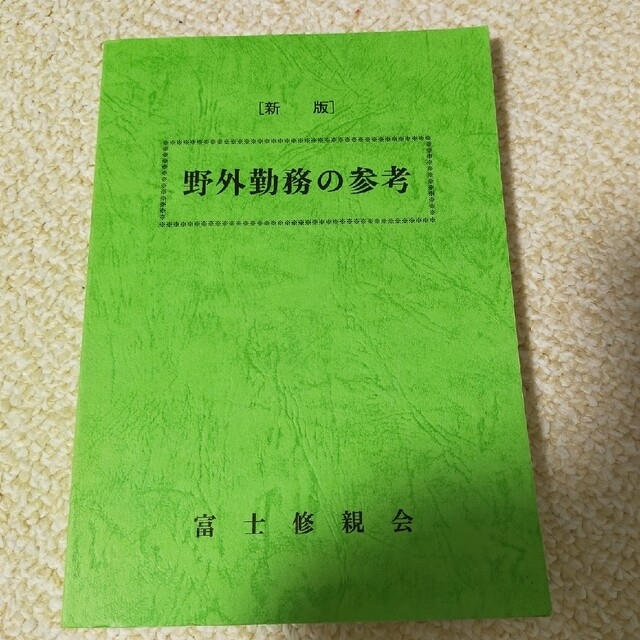 ［新　版］
野外勤務の参考
富士修親会